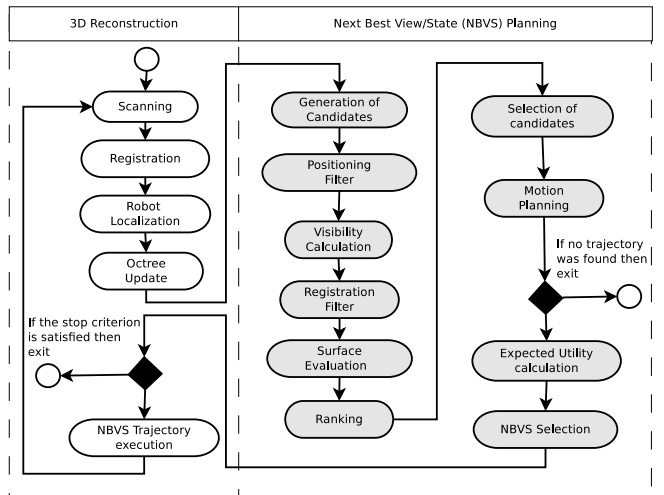 3D Reconstruction
Next Best View/State (NBVS) Planning
Scanning
Registration
Robot
Localization
Octree
Update
If the stop criterion
is satisfied then
exit
NBVS Trajectory
execution
Generation of
Candidates
Positioning
Filter
Visibility
Calculation
Registration
Filter
Surface
Evaluation
Ranking
Selection of
candidates
Motion
Planning
If no trajectory
was found then
exit
Expected Utility
calculation
NBVS Selection